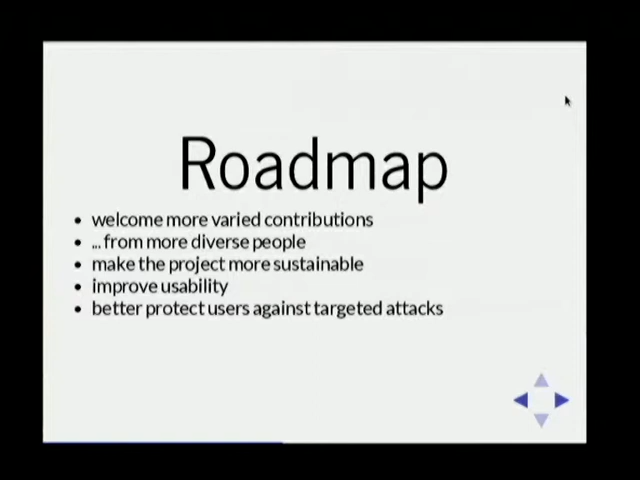 Roadmap
• welcome more varied contributions
• ... from more diverse people
• make the project more sustainable
• improve usability
• better protect users against targeted attacks